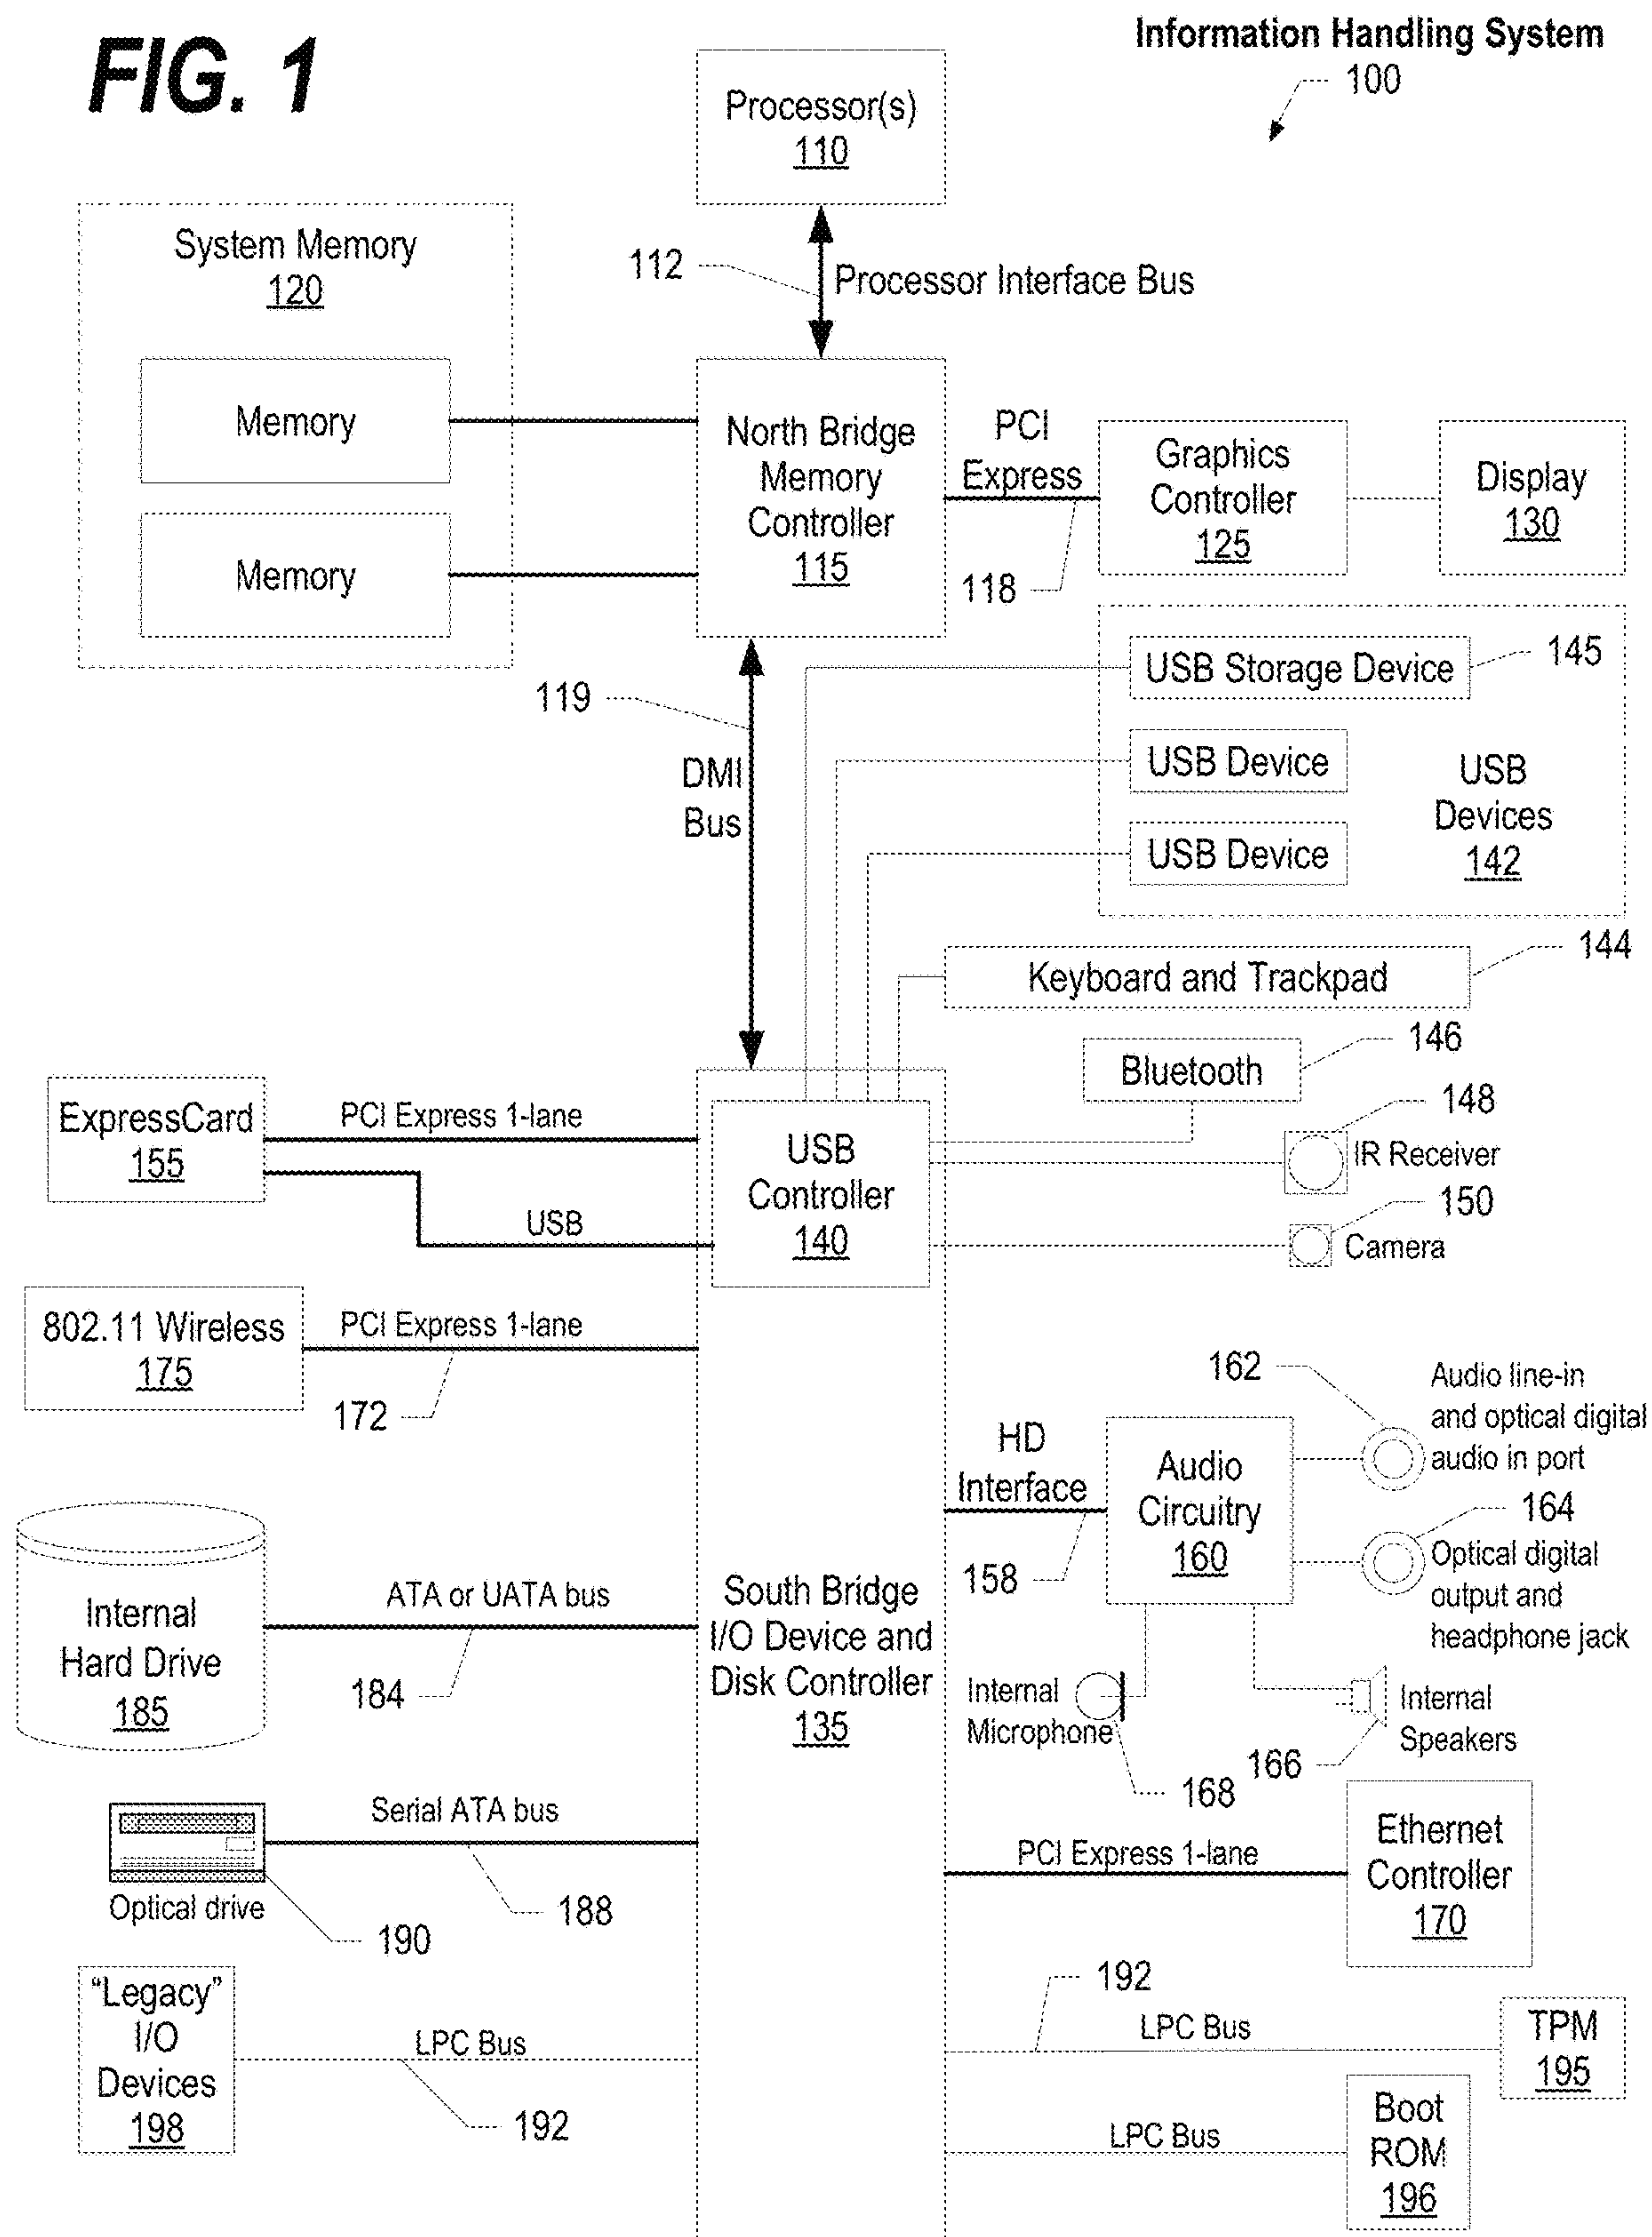 FIG. 1
Information Handling System
100
Processor(s)
110
System Memory
120
112
Processor Interface Bus
Memory
Memory
North Bridge
Memory
Controller
115
PCI
Express
118
Graphics
Controller
125
Display
130
119
DMI
Bus
USB Storage Device
145
USB Device
USB Device
USB
Devices
142
Keyboard and Trackpad
144
Bluetooth
146
148
IR Receiver
150
Camera
ExpressCard
155
PCI Express 1-lane
USB
USB
Controller
140
802.11 Wireless
175
PCI Express 1-lane
172
162
Audio line-in
and optical digital
audio in port
HD
Interface
158
Audio
Circuitry
160
164
Optical digital
output and
headphone jack
Internal
Hard Drive
185
ATA or UATA bus
184
South Bridge
I/O Device and
Disk Controller
135
Internal
Microphone
168
Internal
Speakers
166
Serial ATA bus
188
Optical drive
190
PCI Express 1-lane
Ethernet
Controller
170
“Legacy”
I/O
Devices
198
LPC Bus
192
192
LPC Bus
TPM
195
LPC Bus
Boot
ROM
196